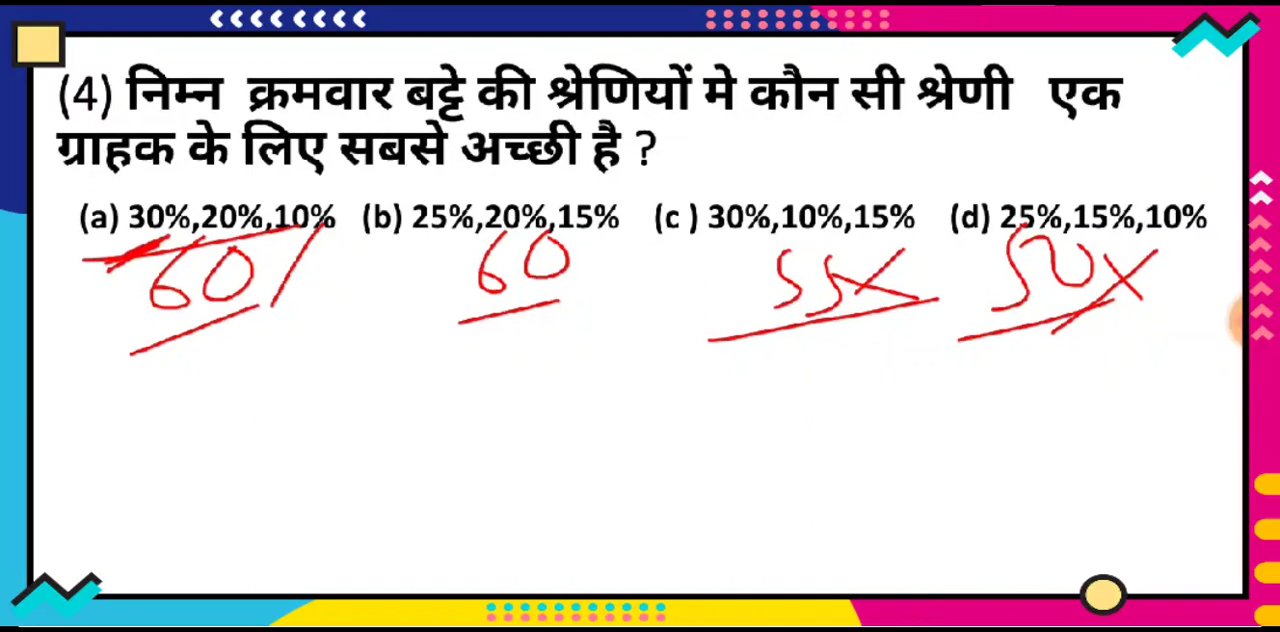 (4) निम्न क्रमवार बट्टे की श्रेणियों मे कौन सी श्रेणी एक
ग्राहक के लिए सबसे अच्छी है ?
(a) 30%,20%,10% (b) 25%,20%,15% (c ) 30%,10%,15% (d) 25%,15%,10%
60% 60 55% 50%